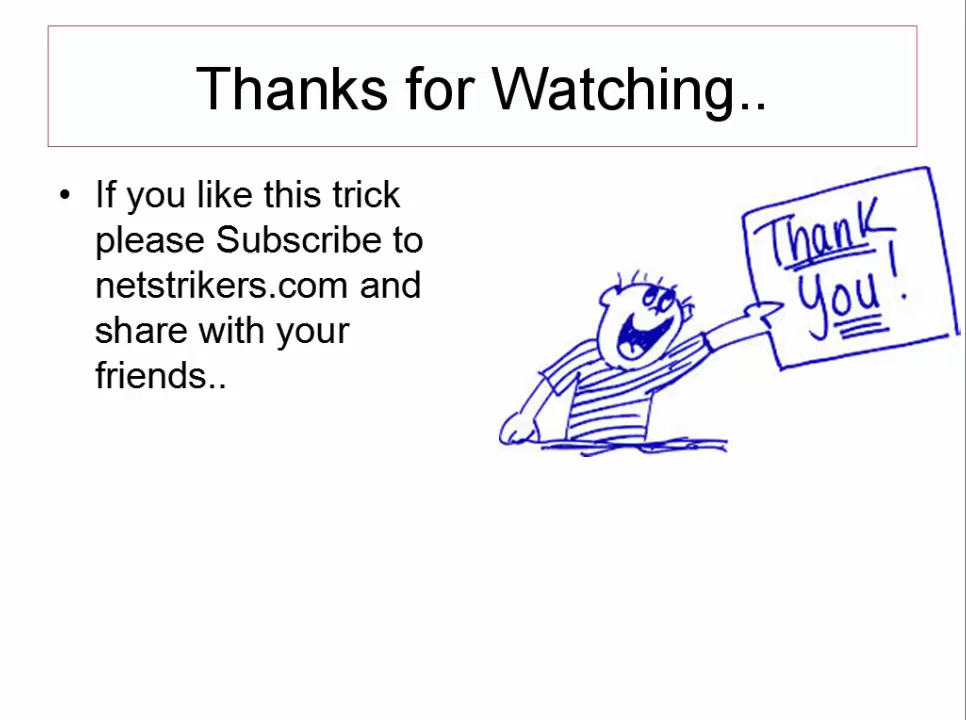 Thanks for Watching..
• If you like this trick
please Subscribe to
netstrikers.com and
share with your
friends..
Thank
You!